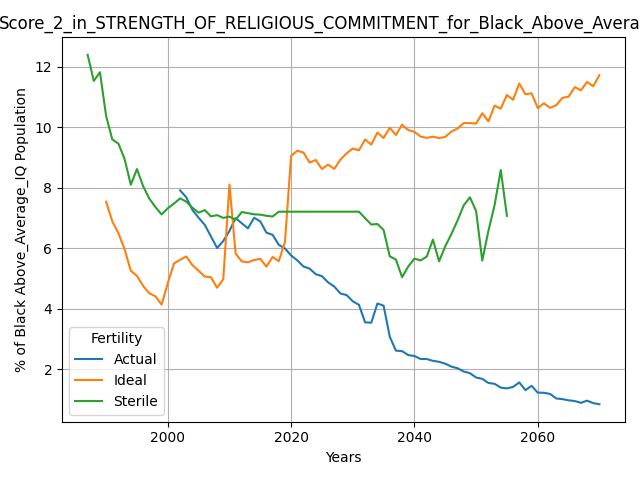 Score_2_in_STRENGTH_OF_RELIGIOUS_COMMITMENT_for_Black_Above_Avera
% of Black Above_Average_IQ Population
12
10
8
6
4
2
Fertility
Actual
Ideal
Sterile
2000 2020 2040 2060
Years